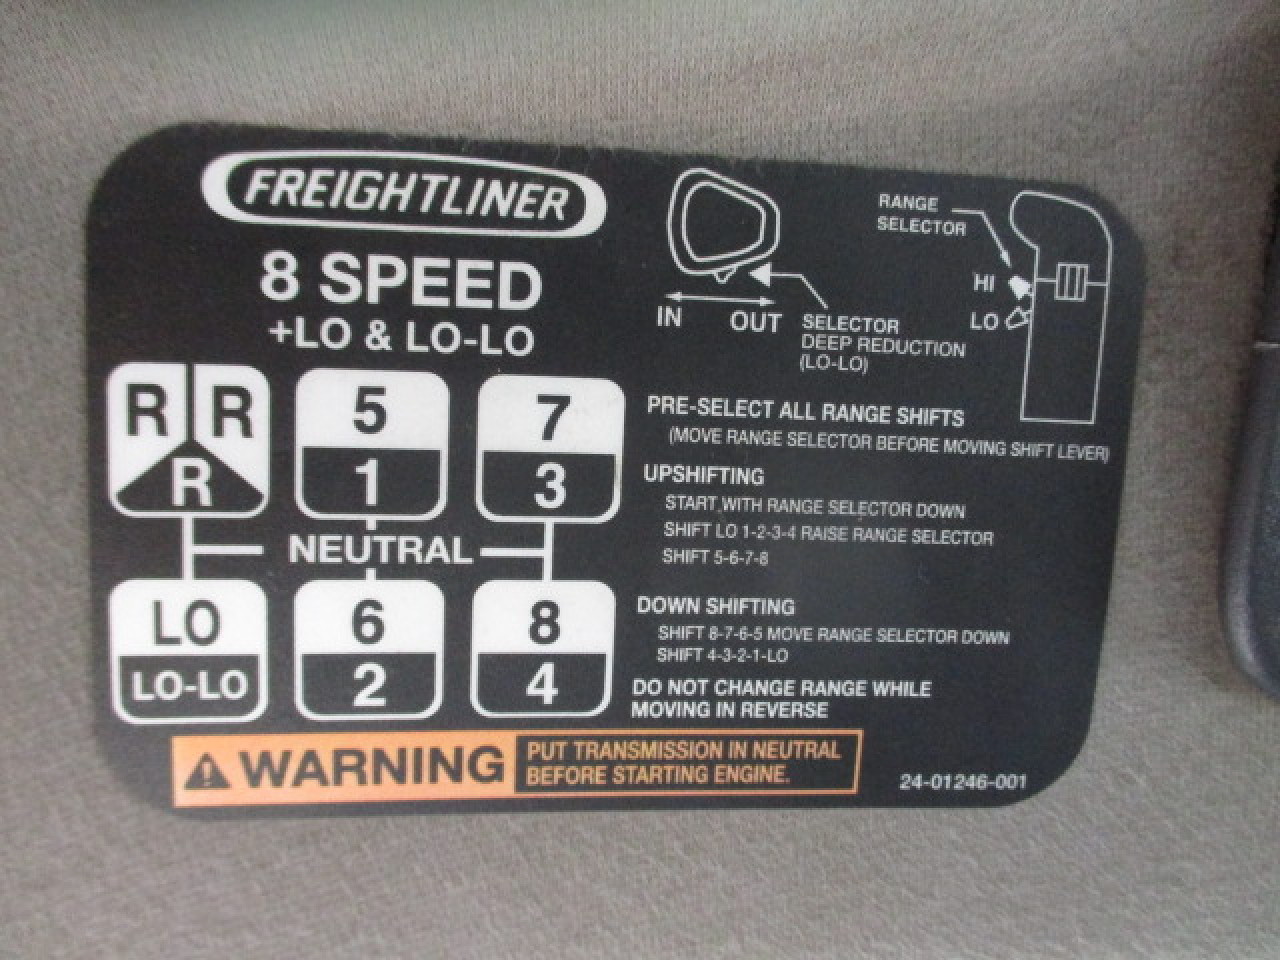 FREIGHTLINER
8 SPEED
+LO & LO-LO
R R
R
5
1
7
3
NEUTRAL
LO
LO-LO
6
2
8
4
IN OUT
SELECTOR
DEEP REDUCTION
(LO-LO)
RANGE
SELECTOR
HI
LO
PRE-SELECT ALL RANGE SHIFTS
(MOVE RANGE SELECTOR BEFORE MOVING SHIFT LEVER)
UPSHIFTING
START WITH RANGE SELECTOR DOWN
SHIFT LO 1-2-3-4 RAISE RANGE SELECTOR
SHIFT 5-6-7-8
DOWN SHIFTING
SHIFT 8-7-6-5 MOVE RANGE SELECTOR DOWN
SHIFT 4-3-2-1-LO
DO NOT CHANGE RANGE WHILE
MOVING IN REVERSE
WARNING
PUT TRANSMISSION IN NEUTRAL
BEFORE STARTING ENGINE.
24-01246-001